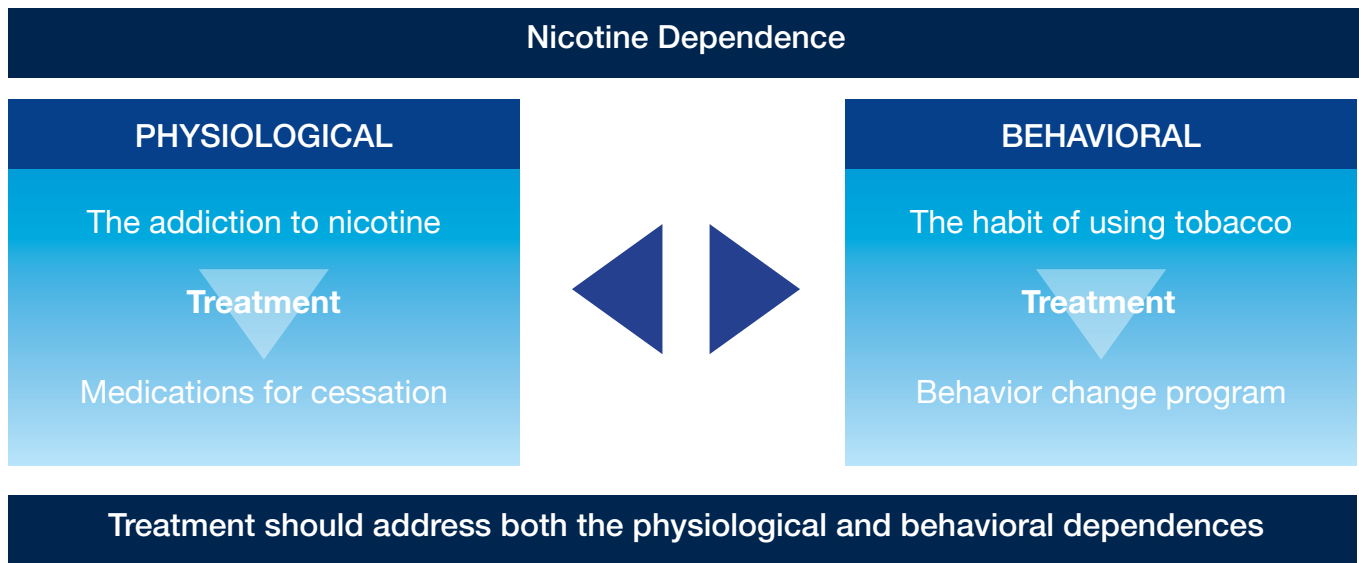 Nicotine Dependence
PHYSIOLOGICAL
The addiction to nicotine
Treatment
Medications for cessation
BEHAVIORAL
The habit of using tobacco
Treatment
Behavior change program
Treatment should address both the physiological and behavioral dependences